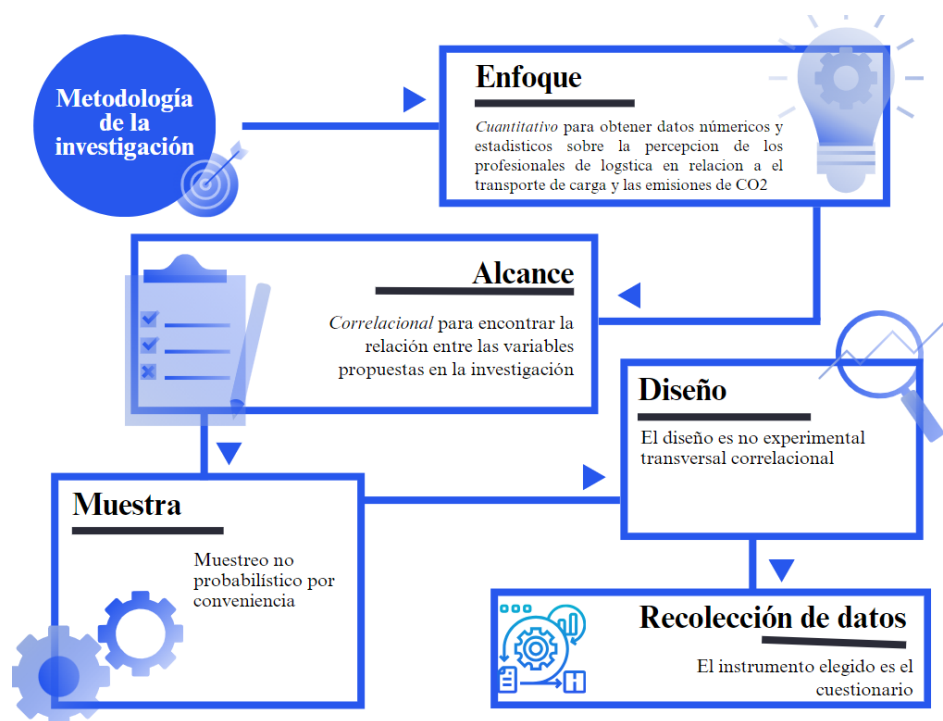 Metodología
de la
investigación
Enfoque
Cuantitativo para obtener datos númericos y
estadisticos sobre la percepcion de los
profesionales de logstica en relacion a el
transporte de carga y las emisiones de CO2
Alcance
Correlacional para encontrar la
relación entre las variables
propuestas en la investigación
Muestra
Muestreo no
probabilístico por
conveniencia
Diseño
El diseño es no experimental
transversal correlacional
Recolección de datos
El instrumento elegido es el
cuestionario